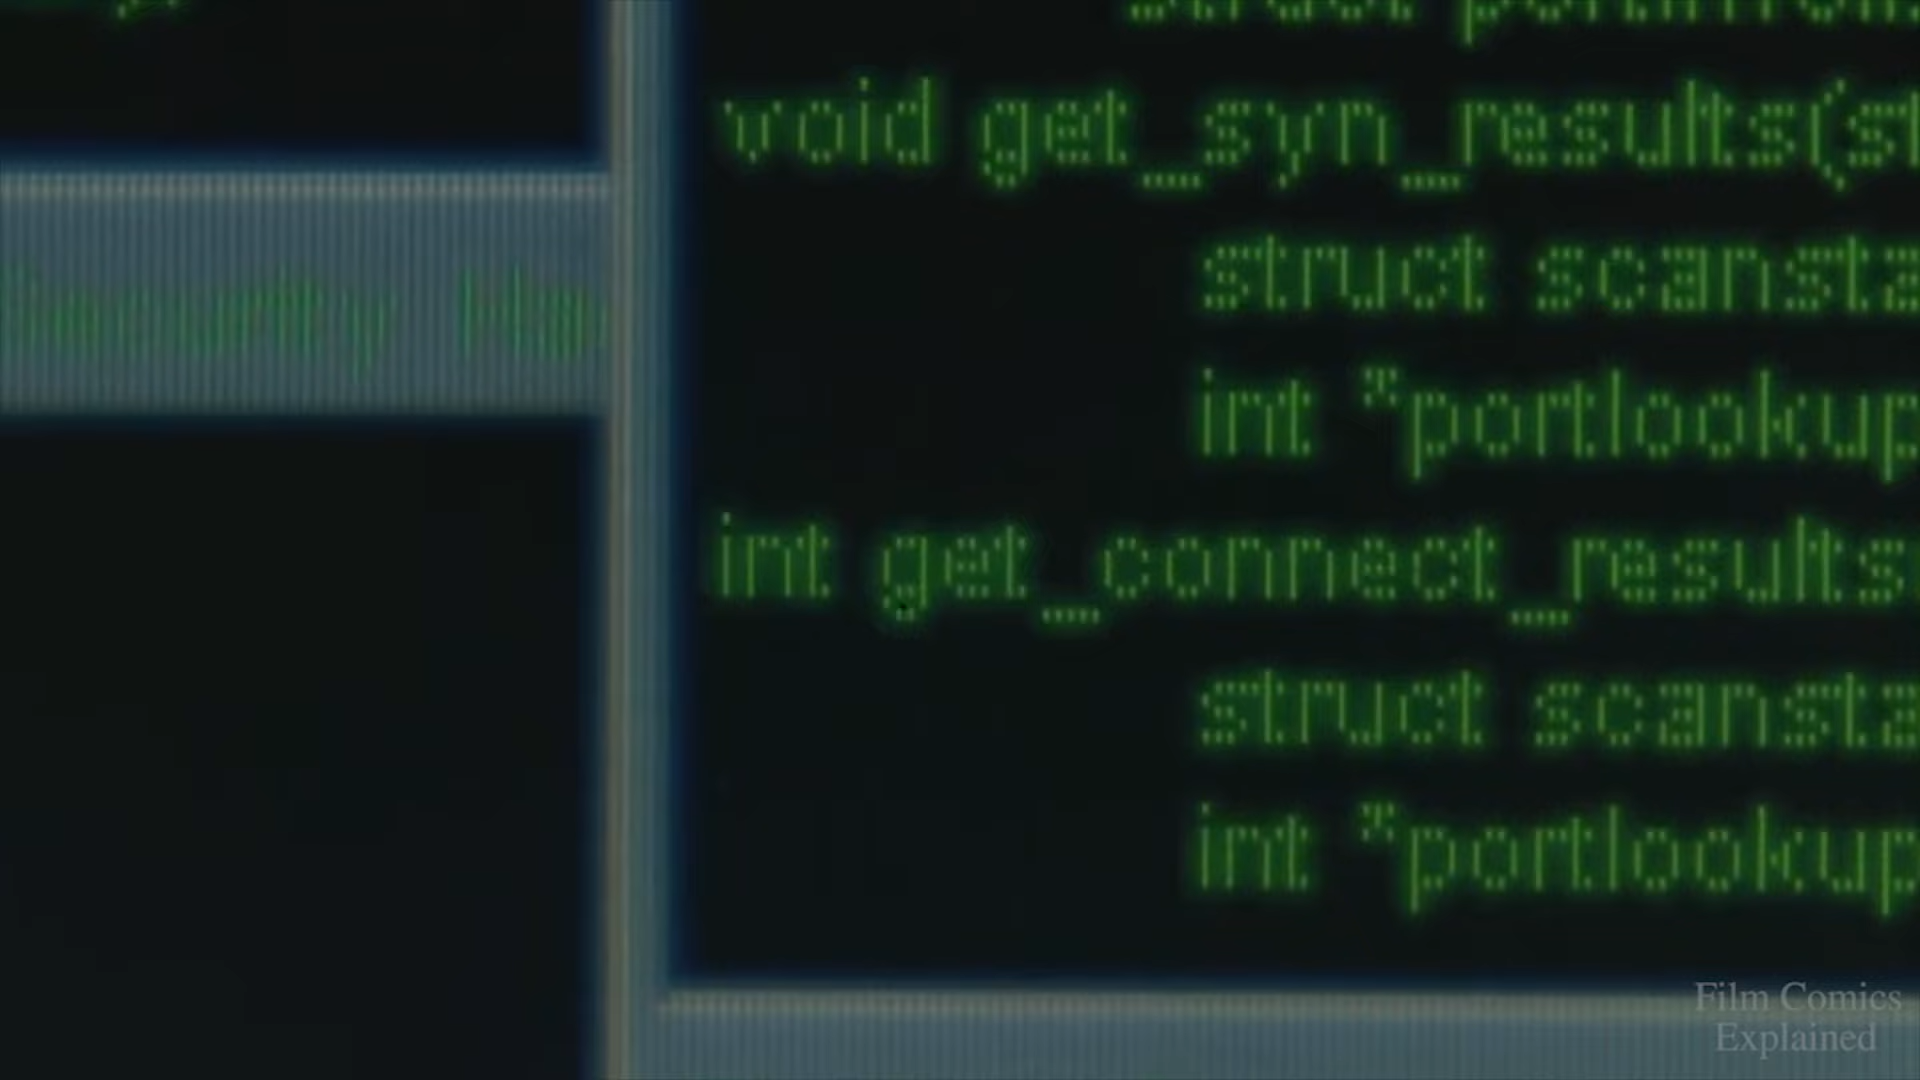 void get_syn_results(st
struct scansta
int *portlookup
int get_connect_results
struct scansta
int *portlookup
Film Comics
Explained